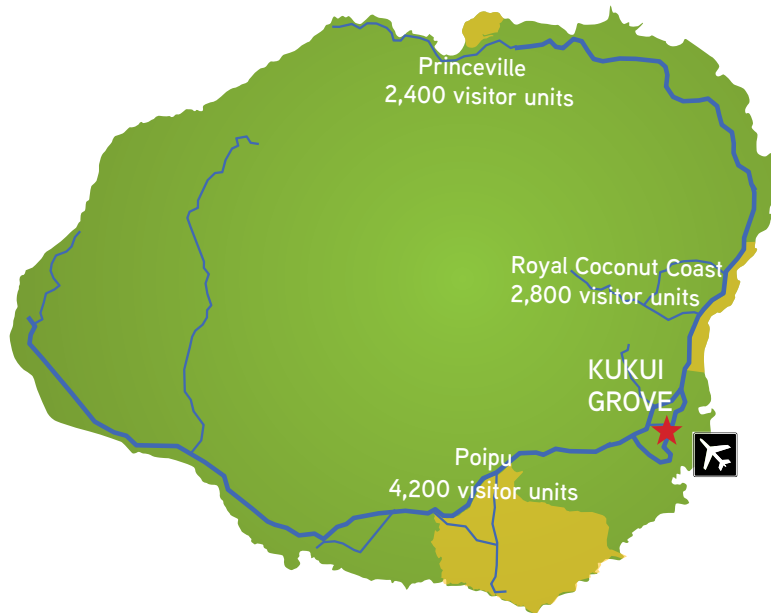 Princeville
2,400 visitor units
Royal Coconut Coast
2,800 visitor units
KUKUI
GROVE
Poipu
4,200 visitor units